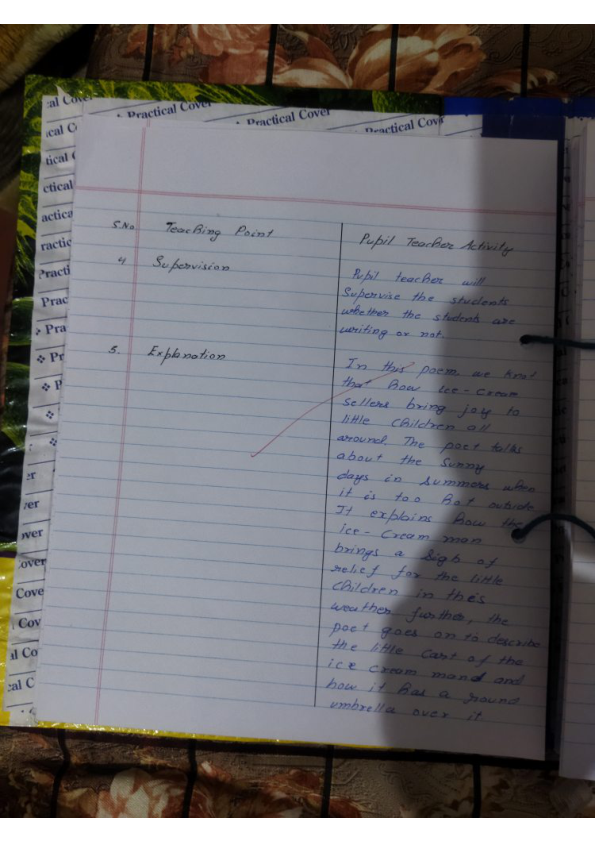 Practical Cover
Practical Cover
Practical Cover
S.No. Teaching Point Pupil Teacher Activity
4. Supervision
Pupil teacher will
Supervise the students
whether the students are
writing or not.
5. Explanation
In this poem, we know
that how Ice-cream
sellers bring joy to
little children all
around. The poet talks
about the sunny
days in summers when
it is too hot outside.
It explains how the
ice-cream man
brings a sigh of
relief for the little
children in this
weather further, the
poet goes on to describe
the little cart of the
ice cream man and
how it has a round
umbrella over it